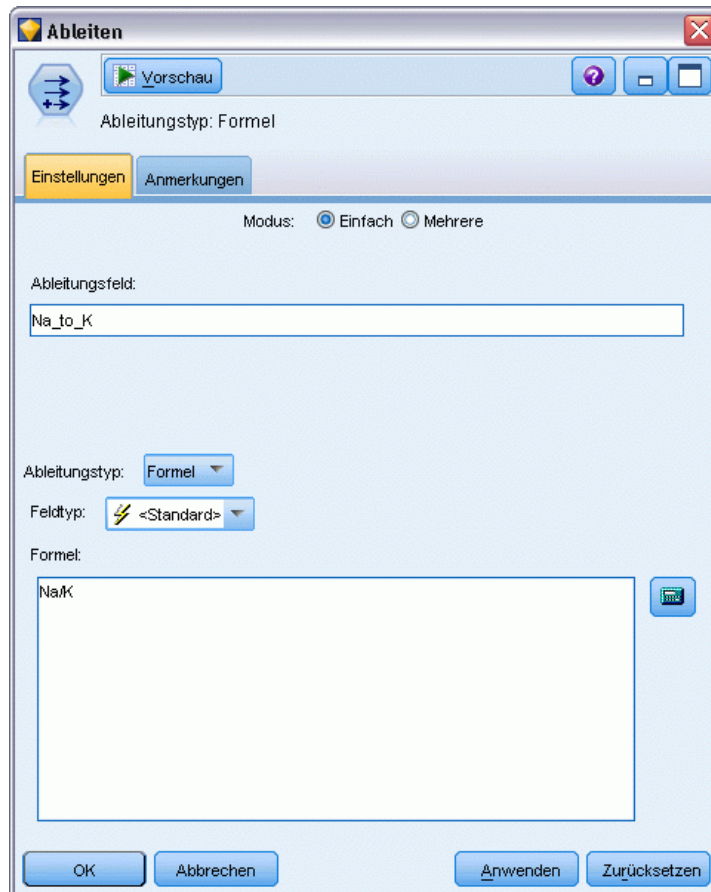 Ableiten
Vorschau
Ableitungstyp: Formel
Einstellungen Anmerkungen
Modus: Einfach Mehrere
Ableitungsfeld:
Na_to_K
Ableitungstyp: Formel
Feldtyp: <Standard>
Formel:
Na/K
OK Abbrechen Anwenden Zurücksetzen